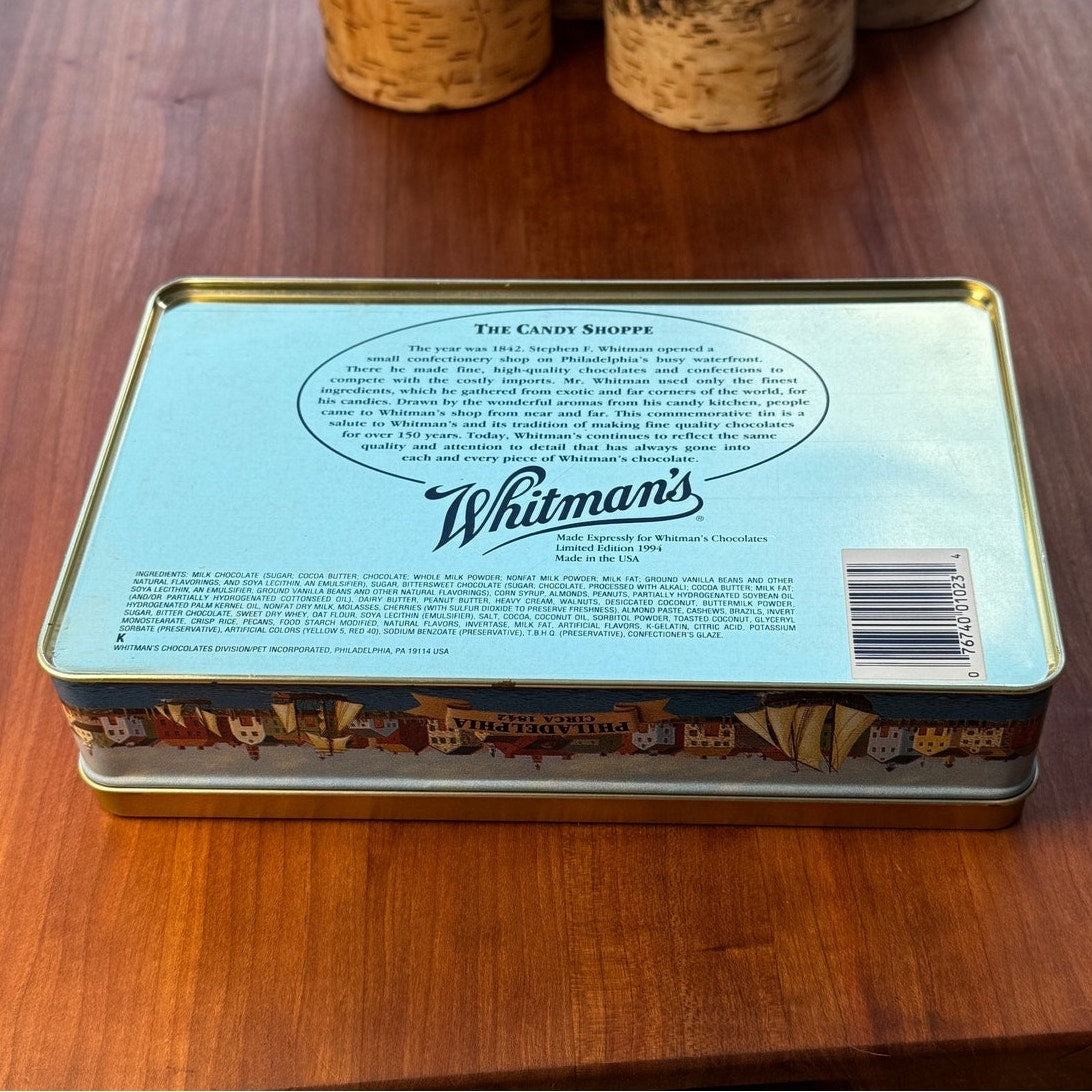 THE CANDY SHOPPE
The year was 1842. Stephen F. Whitman opened a
small confectionery shop on Philadelphia's busy waterfront.
There he made fine, high-quality chocolates and confections to
compete with the costly imports. Mr. Whitman used only the finest
ingredients, which he gathered from exotic and far corners of the world, for
his candies. Drawn by the wonderful aromas from his candy kitchen, people
came to Whitman's shop from near and far. This commemorative tin is a
salute to Whitman's and its tradition of making fine quality chocolates
for over 150 years. Today, Whitman's continues to reflect the same
quality and attention to detail that has always gone into
each and every piece of Whitman's chocolate.
Whitman's®
Made Expressly for Whitman's Chocolates
Limited Edition 1994
Made in the USA
INGREDIENTS: MILK CHOCOLATE (SUGAR; COCOA BUTTER; CHOCOLATE; WHOLE MILK POWDER; NONFAT MILK POWDER; MILK FAT; GROUND VANILLA BEANS AND OTHER
NATURAL FLAVORINGS, AND SOYA LECITHIN, AN EMULSIFIER), SUGAR, BITTERSWEET CHOCOLATE (SUGAR; CHOCOLATE, PROCESSED WITH ALKALI; COCOA BUTTER; MILK FAT;
SOYA LECITHIN, AN EMULSIFIER, GROUND VANILLA BEANS AND OTHER NATURAL FLAVORINGS), CORN SYRUP, ALMONDS, PEANUTS, PARTIALLY HYDROGENATED SOYBEAN OIL
(AND/OR PARTIALLY HYDROGENATED COTTONSEED OIL), DAIRY BUTTER, PEANUT BUTTER, HEAVY CREAM, WALNUTS, DESICCATED COCONUT, BUTTERMILK POWDER,
HYDROGENATED PALM KERNEL OIL, NONFAT DRY MILK, MOLASSES, CHERRIES (WITH SULFUR DIOXIDE TO PRESERVE FRESHNESS), ALMOND PASTE, CASHEWS, BRAZILS, INVERT
SUGAR, BITTER CHOCOLATE, SWEET DRY WHEY, OAT FLOUR, SOYA LECITHIN (EMULSIFIER), SALT, COCOA, COCONUT OIL, SORBITOL POWDER, TOASTED COCONUT, GLYCERYL
MONOSTEARATE, CRISP RICE, PECANS, FOOD STARCH MODIFIED, NATURAL FLAVORS, INVERTASE, MILK FAT, ARTIFICIAL FLAVORS, K-GELATIN, CITRIC ACID, POTASSIUM
SORBATE (PRESERVATIVE), ARTIFICIAL COLORS (YELLOW 5, RED 40), SODIUM BENZOATE (PRESERVATIVE), T.B.H.Q. (PRESERVATIVE), CONFECTIONER'S GLAZE.
K
WHITMAN'S CHOCOLATES DIVISION/PET INCORPORATED, PHILADELPHIA, PA 19114 USA
0 76740 01023 4
PHILADELPHIA
CIRCA 1842